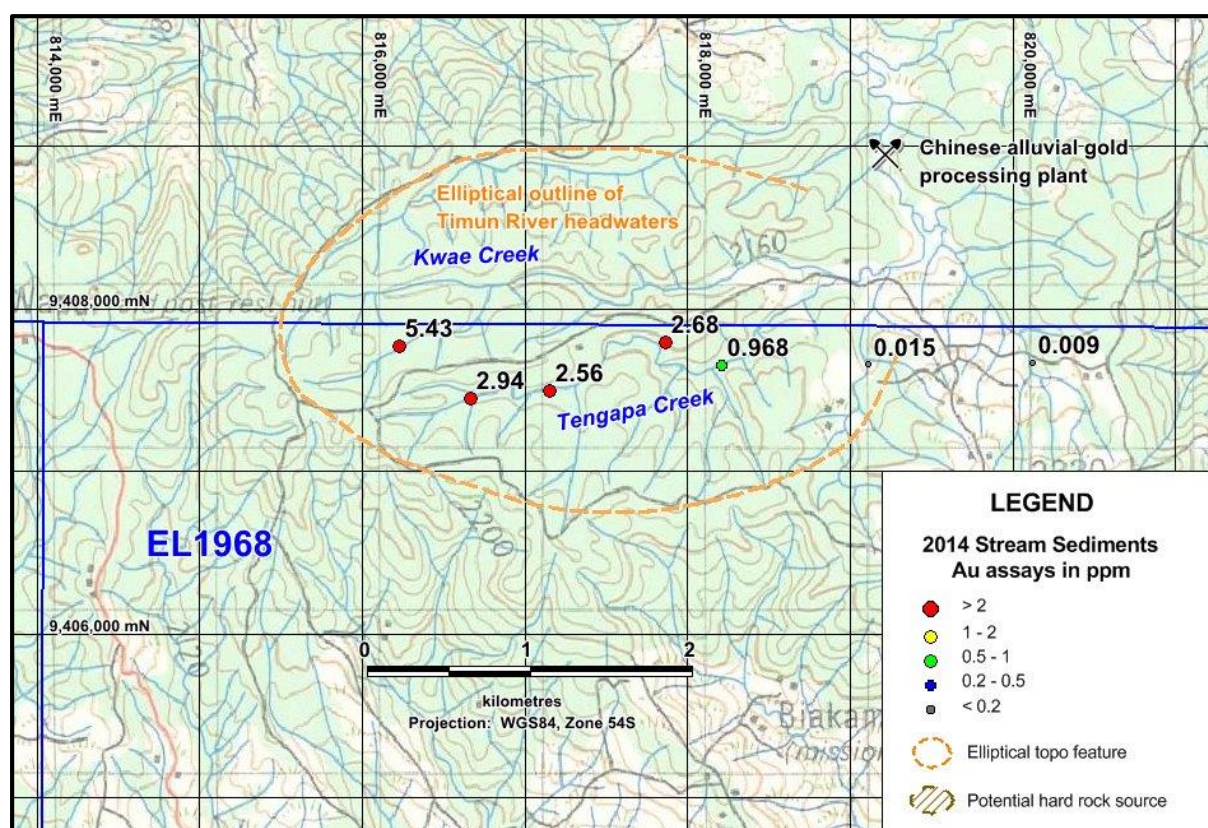 814,000 mE
816,000 mE
818,000 mE
820,000 mE
Chinese alluvial gold
processing plant
Elliptical outline of
Timun River headwaters
Kwae Creek
2160
9,408,000 mN
5.43
2.68
0.968
0.015
0.009
2.94
2.56
Tengapa Creek
2200
EL1968
9,406,000 mN
0 1 2
kilometres
Projection: WGS84, Zone 54S
Biakam
(mission
LEGEND
2014 Stream Sediments
Au assays in ppm
> 2
1 - 2
0.5 - 1
0.2 - 0.5
< 0.2
Elliptical topo feature
Potential hard rock source